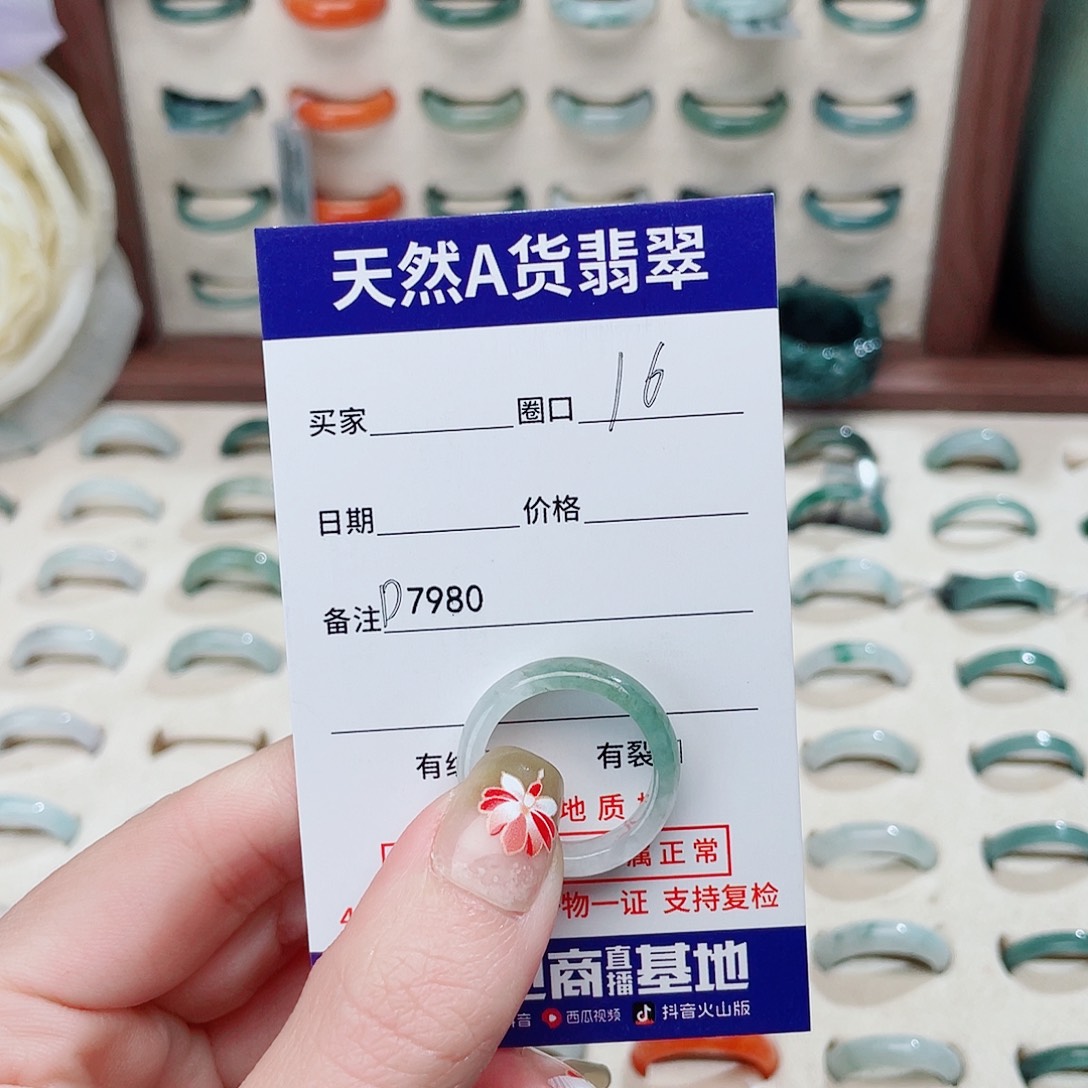 天然A货翡翠
买家 圈口 16
日期 价格
备注 D7980
有 有裂
地质
属正常
物一证 支持复检
商直播基地
音 西瓜视频 抖音火山版